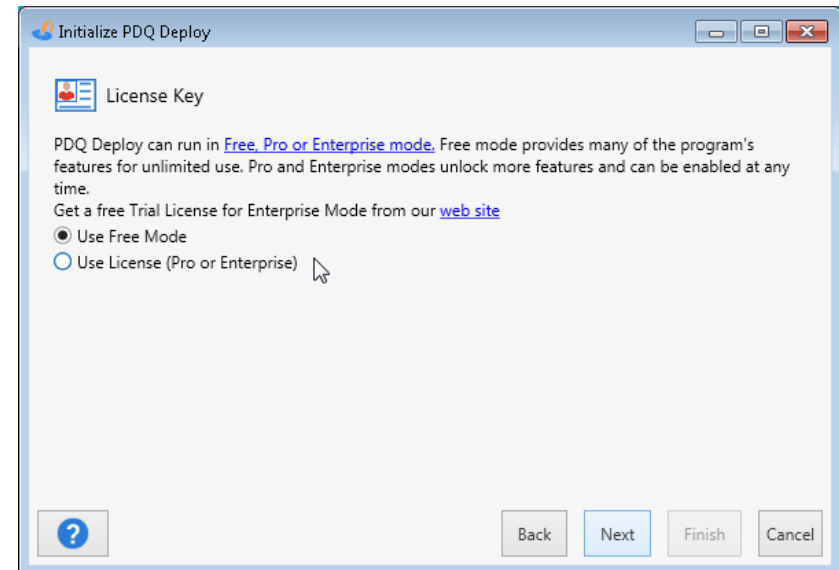 Initialize PDQ Deploy
License Key
PDQ Deploy can run in Free, Pro or Enterprise mode. Free mode provides many of the program's
features for unlimited use. Pro and Enterprise modes unlock more features and can be enabled at any
time.
Get a free Trial License for Enterprise Mode from our web site
Use Free Mode
Use License (Pro or Enterprise)
? Back Next Finish Cancel